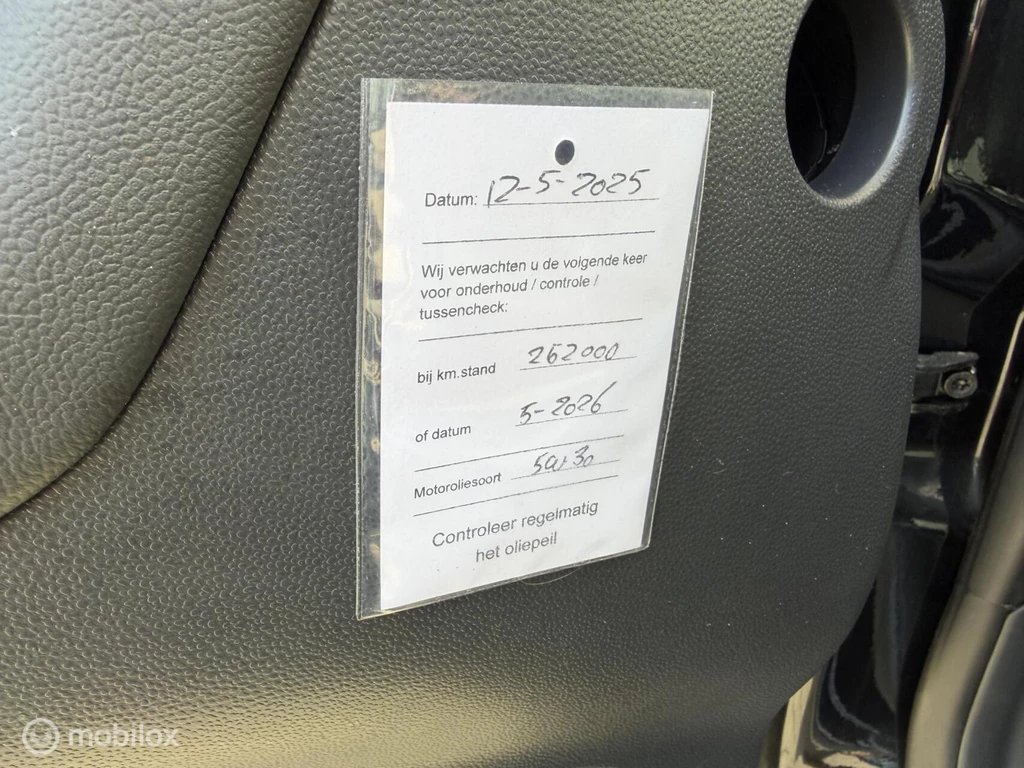 Datum: 12-5-2025
Wij verwachten u de volgende keer
voor onderhoud / controle /
tussencheck:
bij km.stand 262000
of datum 5-2026
Motoroliesoort 5w30
Controleer regelmatig
het oliepeil
mobilox